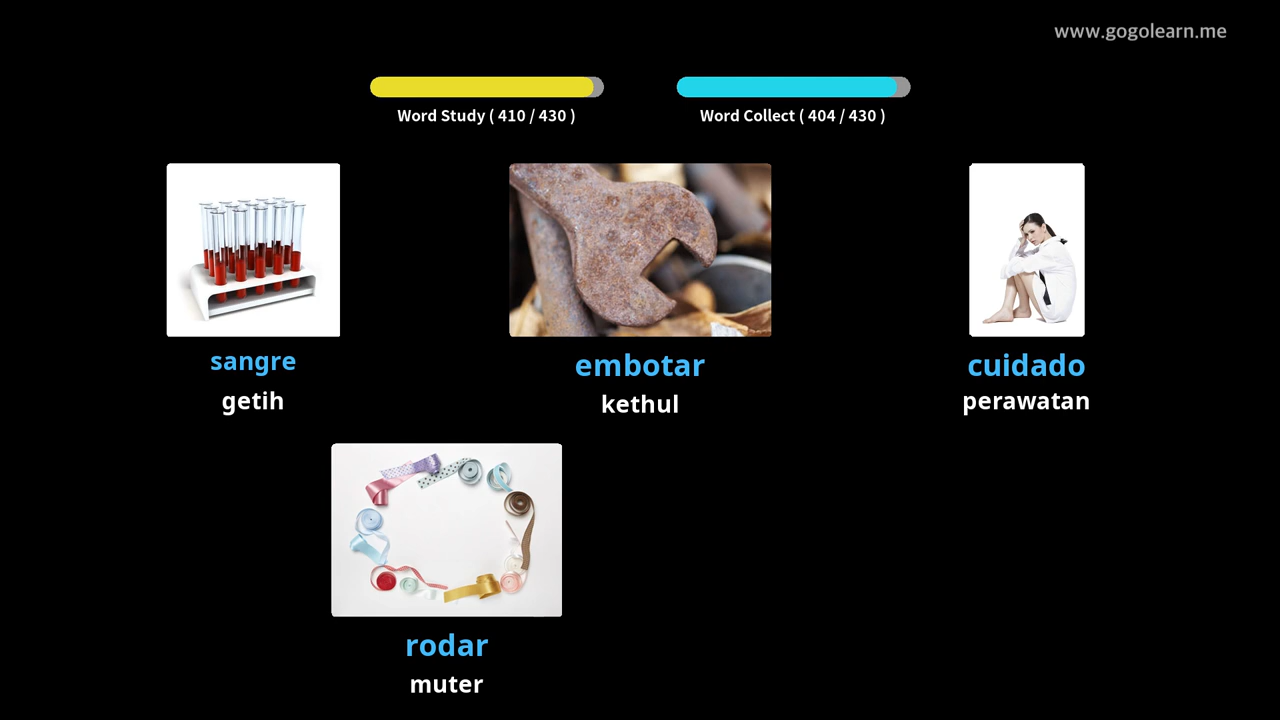 www.gogolearn.me
Word Study ( 410 / 430 )
Word Collect ( 404 / 430 )
sangre
getih
embotar
kethul
cuidado
perawatan
rodar
muter